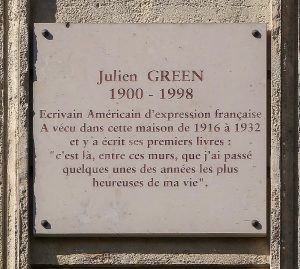 Julien GREEN
1900 - 1998
Ecrivain Américain d'expression française
A vécu dans cette maison de 1916 à 1932
et y a écrit ses premiers livres :
"c'est là, entre ces murs, que j'ai passé
quelques unes des années les plus
heureuses de ma vie".